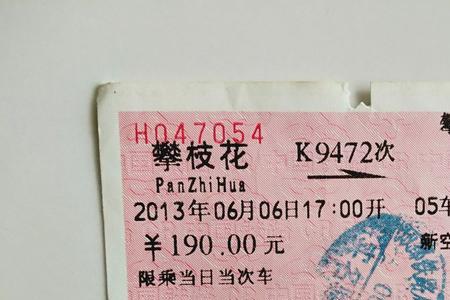 H047054
攀枝花 K9472次
PanZhiHua
2013年06月06日17:00开 05车
¥190.00元 新空
限乘当日当次车